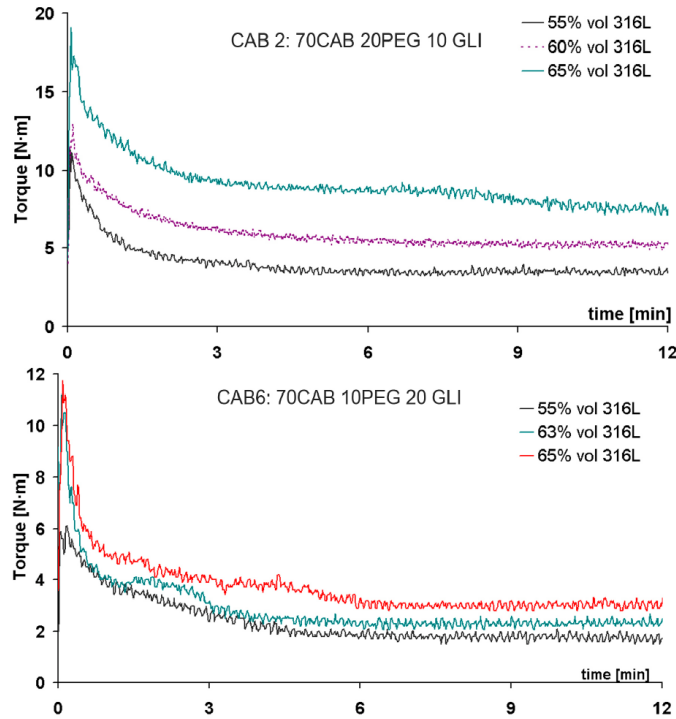 20
CAB 2: 70CAB 20PEG 10 GLI
55% vol 316L
60% vol 316L
65% vol 316L
15
10
5
0
Torque [N·m]
time [min]
0 3 6 9 12
12
CAB6: 70CAB 10PEG 20 GLI
55% vol 316L
63% vol 316L
65% vol 316L
10
8
6
4
2
0
Torque [N·m]
time [min]
0 3 6 9 12